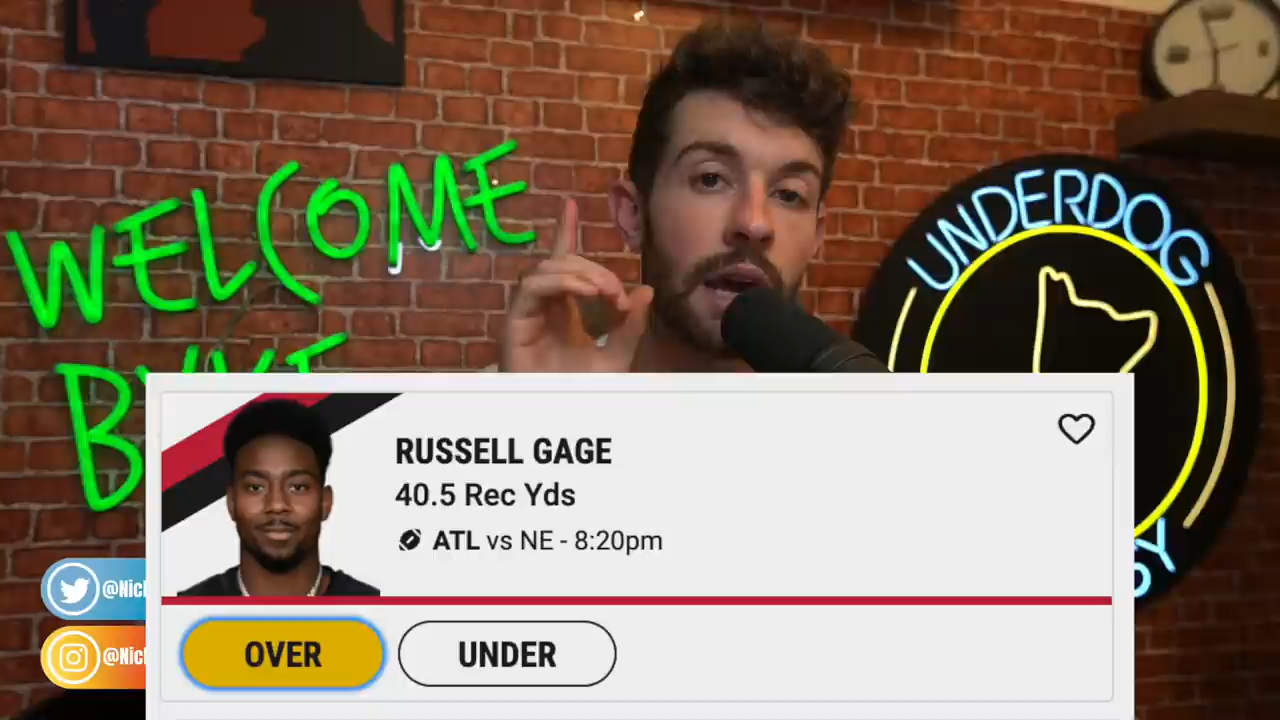 WELCOME
UNDERDOG
RUSSELL GAGE
40.5 Rec Yds
ATL vs NE - 8:20pm
OVER
UNDER